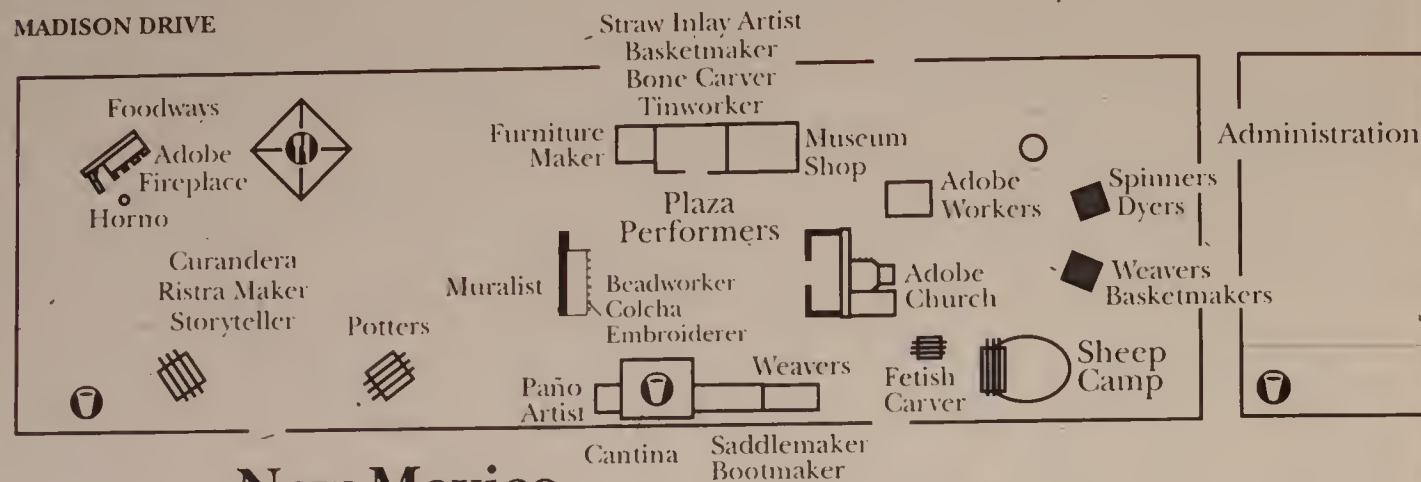 MADISON DRIVE
Straw Inlay Artist
Basketmaker
Bone Carver
Tinworker
Foodways
Adobe
Fireplace
Horno
Furniture
Maker
Museum
Shop
Plaza
Performers
Adobe
Workers
Spinners
Dyers
Administration
Curandera
Ristra Maker
Storyteller
Potters
Muralist
Beadworker
Colcha
Embroiderer
Adobe
Church
Weavers
Basketmakers
Paño
Artist
Weavers
Fetish
Carver
Sheep
Camp
Cantina
Saddlemaker
Bootmaker
New Mexico